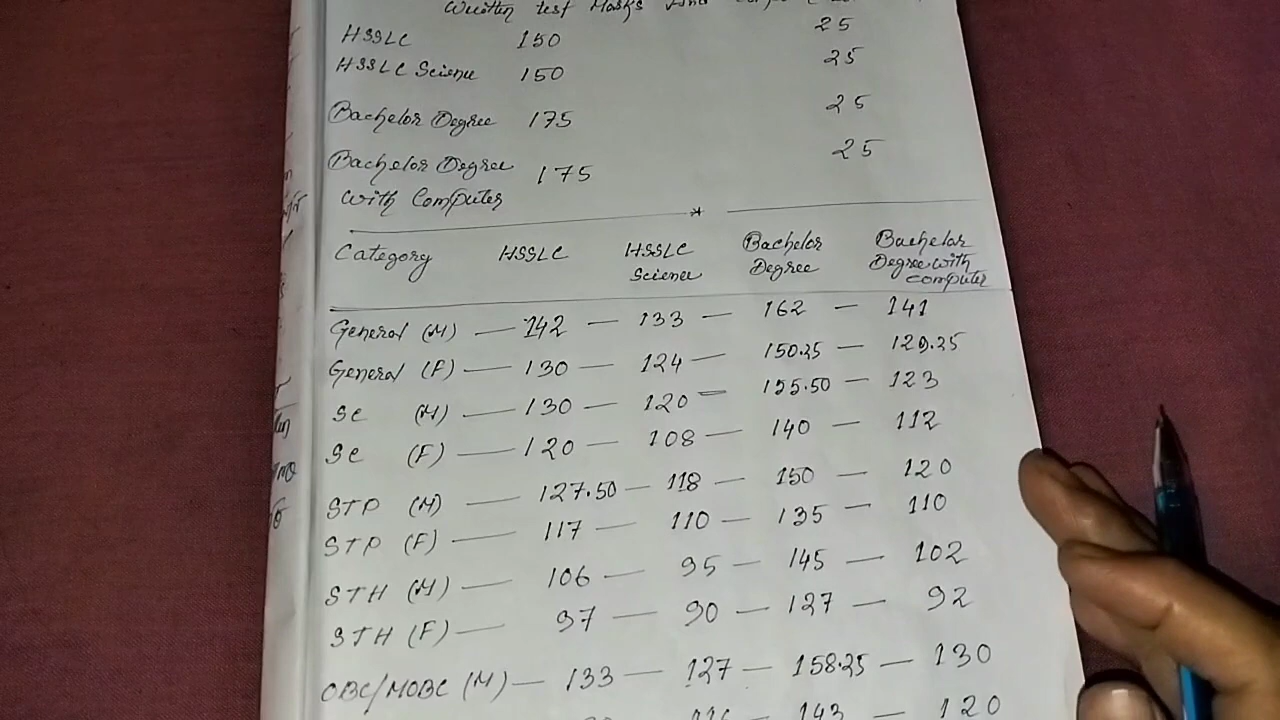 Written test Marks
HSSLC 150 25
HSSLC Science 150 25
Bachelor Degree 175 25
Bachelor Degree 175 25
with Computer
Category HSSLC HSSLC Science Bachelor Degree Bachelor Degree with computer
General (M) — 142 — 133 — 162 — 141
General (F) — 130 — 124 — 150.25 — 129.25
SC (M) — 130 — 120 — 155.50 — 123
SC (F) — 120 — 108 — 140 — 112
STP (M) — 127.50 — 118 — 150 — 120
STP (F) — 117 — 110 — 135 — 110
STH (M) — 106 — 95 — 145 — 102
STH (F) — 97 — 90 — 127 — 92
OBC/MOBC (M) — 133 — 127 — 158.25 — 130
143 — 120